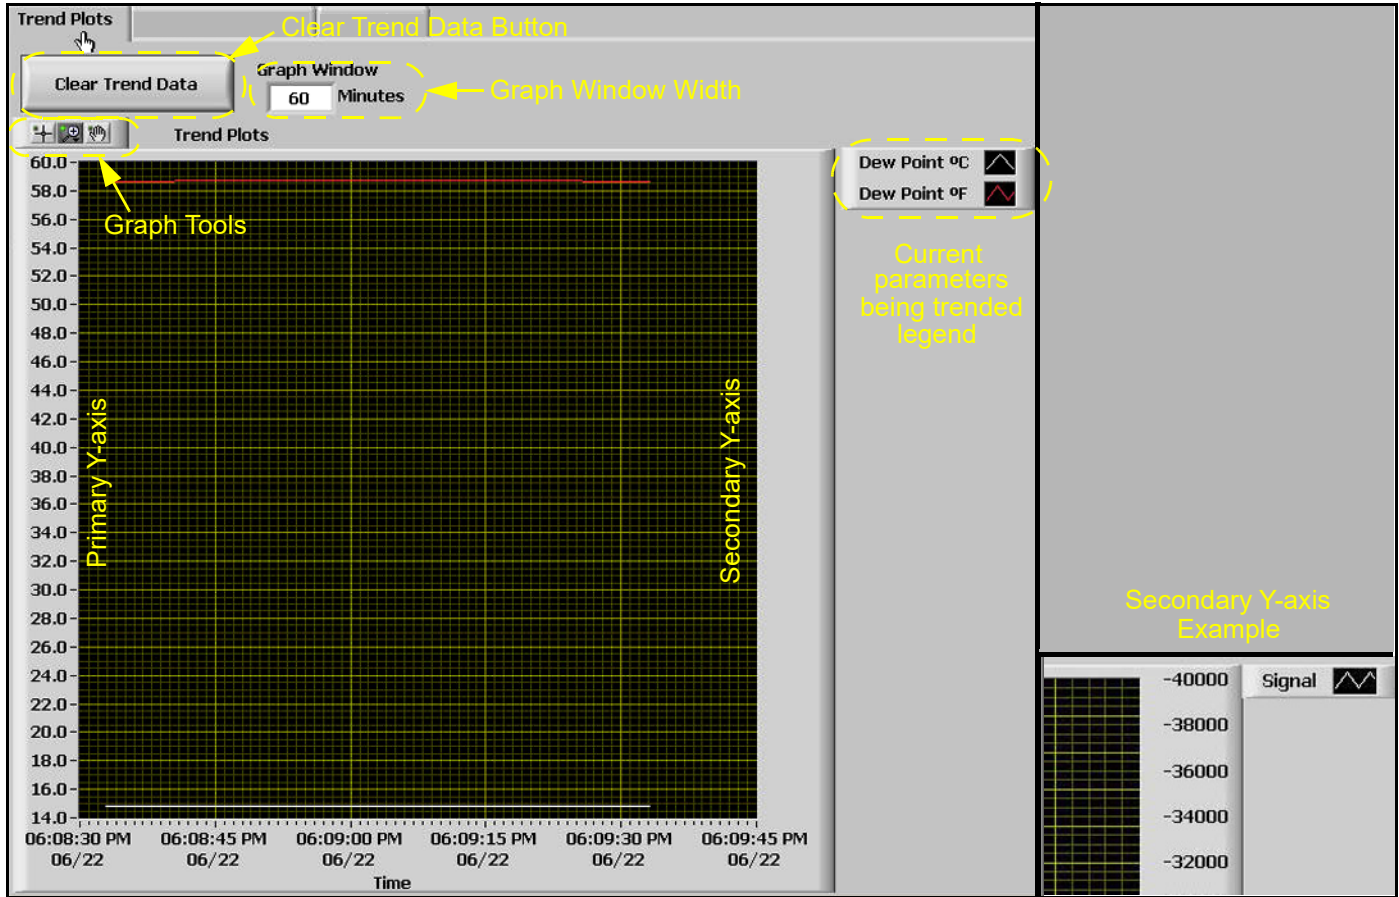 Trend Plots
Clear Trend Data Button
Clear Trend Data
Graph Window
60 Minutes
Graph Window Width
Trend Plots
Graph Tools
60.0
58.0
56.0
54.0
52.0
50.0
48.0
46.0
44.0
42.0
40.0
38.0
36.0
34.0
32.0
30.0
28.0
26.0
24.0
22.0
20.0
18.0
16.0
14.0
Primary Y-axis
Secondary Y-axis
06:08:30 PM 06:08:45 PM 06:09:00 PM 06:09:15 PM 06:09:30 PM 06:09:45 PM
06/22 06/22 06/22 06/22 06/22 06/22
Time
Dew Point ºC
Dew Point ºF
Current
parameters
being trended
legend
Secondary Y-axis
Example
-40000
-38000
-36000
-34000
-32000
Signal